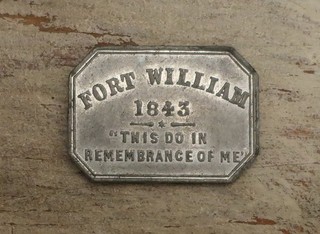 FORT WILLIAM
1843
"THIS DO IN
REMEMBRANCE OF ME"